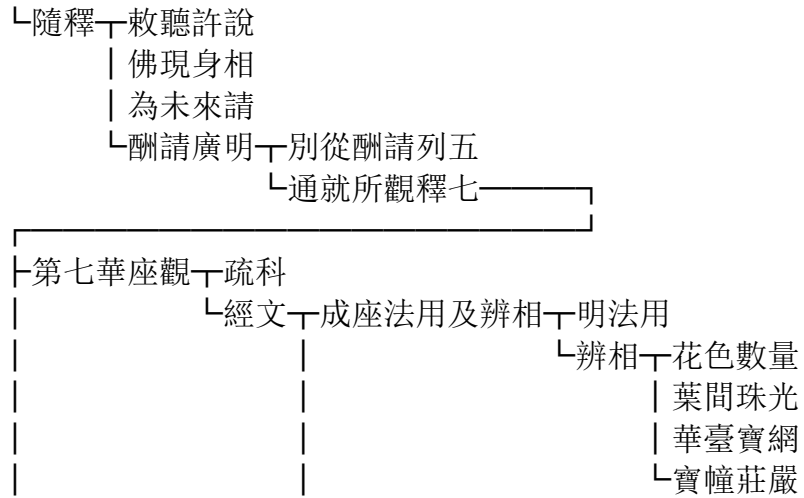 └隨釋┬敕聽許說
│佛現身相
│為未來請
└酬請廣明┬別從酬請列五
└通就所觀釋七─────┐
┌──────────────────┘
├第七華座觀┬疏科
│ └經文┬成座法用及辨相┬明法用
│ │ └辨相┬花色數量
│ │ │葉間珠光
│ │ │華臺寶網
│ │ └寶幢莊嚴